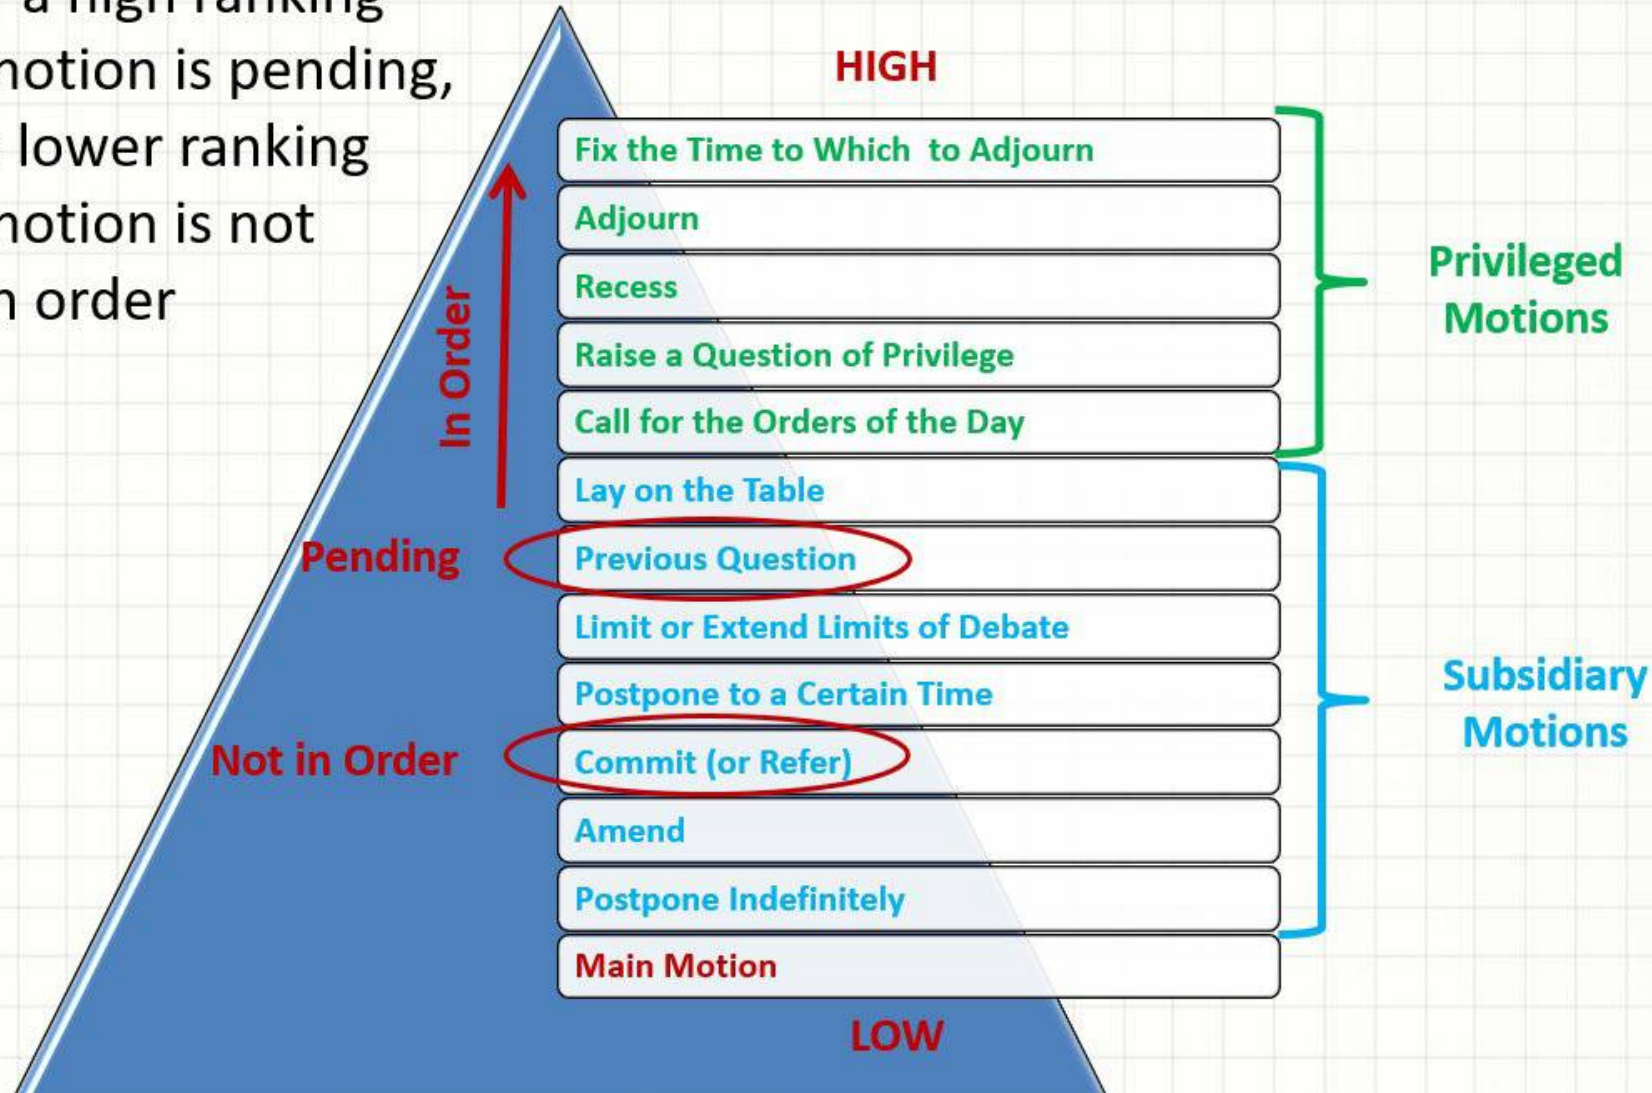 a high ranking
motion is pending,
lower ranking
motion is not
in order
HIGH
Fix the Time to Which to Adjourn
Adjourn
Recess
Raise a Question of Privilege
Call for the Orders of the Day
Privileged
Motions
In Order
Lay on the Table
Pending
Previous Question
Limit or Extend Limits of Debate
Postpone to a Certain Time
Subsidiary
Motions
Not in Order
Commit (or Refer)
Amend
Postpone Indefinitely
Main Motion
LOW